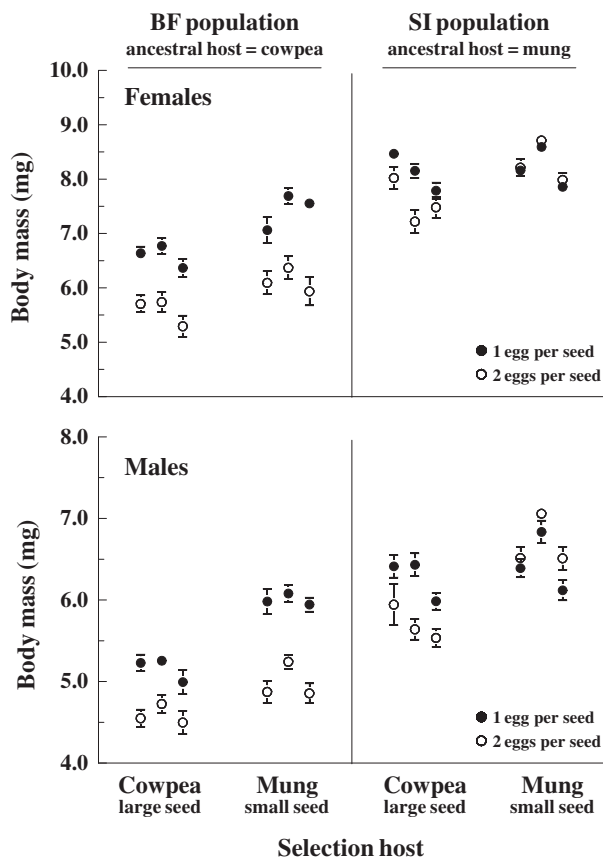 BF population
ancestral host = cowpea
SI population
ancestral host = mung
10.0
9.0
8.0
7.0
6.0
5.0
4.0
Body mass (mg)
Females
1 egg per seed
2 eggs per seed
8.0
7.0
6.0
5.0
4.0
Body mass (mg)
Males
1 egg per seed
2 eggs per seed
Cowpea
large seed
Mung
small seed
Cowpea
large seed
Mung
small seed
Selection host